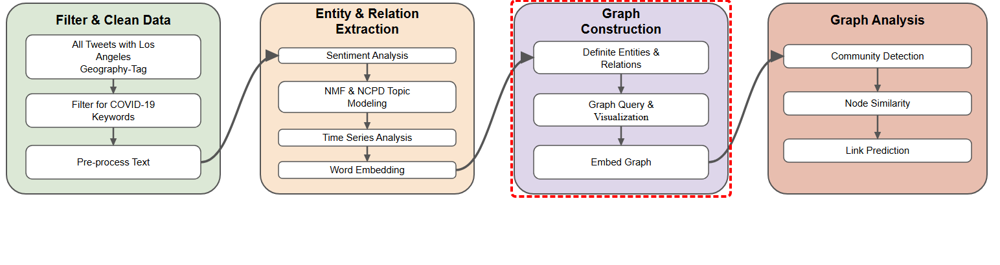 Filter & Clean Data
All Tweets with Los
Angeles
Geography-Tag
Filter for COVID-19
Keywords
Pre-process Text
Entity & Relation
Extraction
Sentiment Analysis
NMF & NCPD Topic
Modeling
Time Series Analysis
Word Embedding
Graph
Construction
Definite Entities &
Relations
Graph Query &
Visualization
Embed Graph
Graph Analysis
Community Detection
Node Similarity
Link Prediction